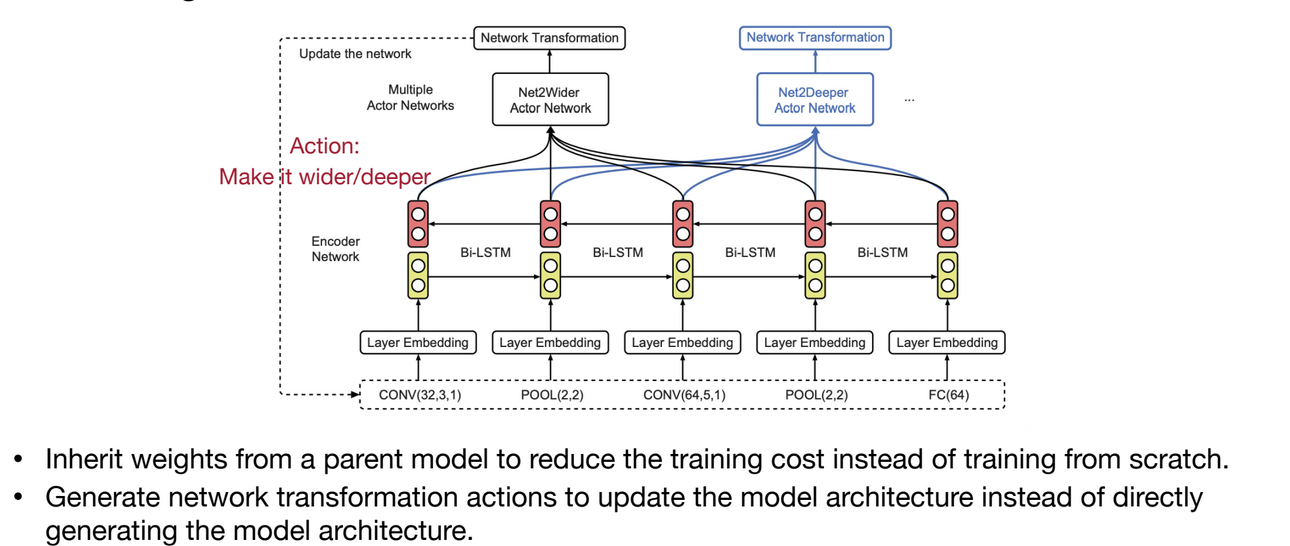 Network Transformation
Network Transformation
Update the network
Multiple
Actor Networks
Net2Wider
Actor Network
Net2Deeper
Actor Network
...
Action:
Make it wider/deeper
Encoder
Network
Bi-LSTM
Bi-LSTM
Bi-LSTM
Bi-LSTM
Layer Embedding
Layer Embedding
Layer Embedding
Layer Embedding
Layer Embedding
CONV(32,3,1)
POOL(2,2)
CONV(64,5,1)
POOL(2,2)
FC(64)
• Inherit weights from a parent model to reduce the training cost instead of training from scratch.
• Generate network transformation actions to update the model architecture instead of directly
generating the model architecture.